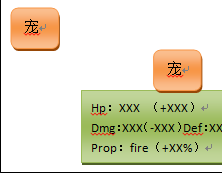 宠
宠
Hp: XXX （+XXX）
Dmg:XXX(-XXX)Def:XX
Prop: fire（+XX%）